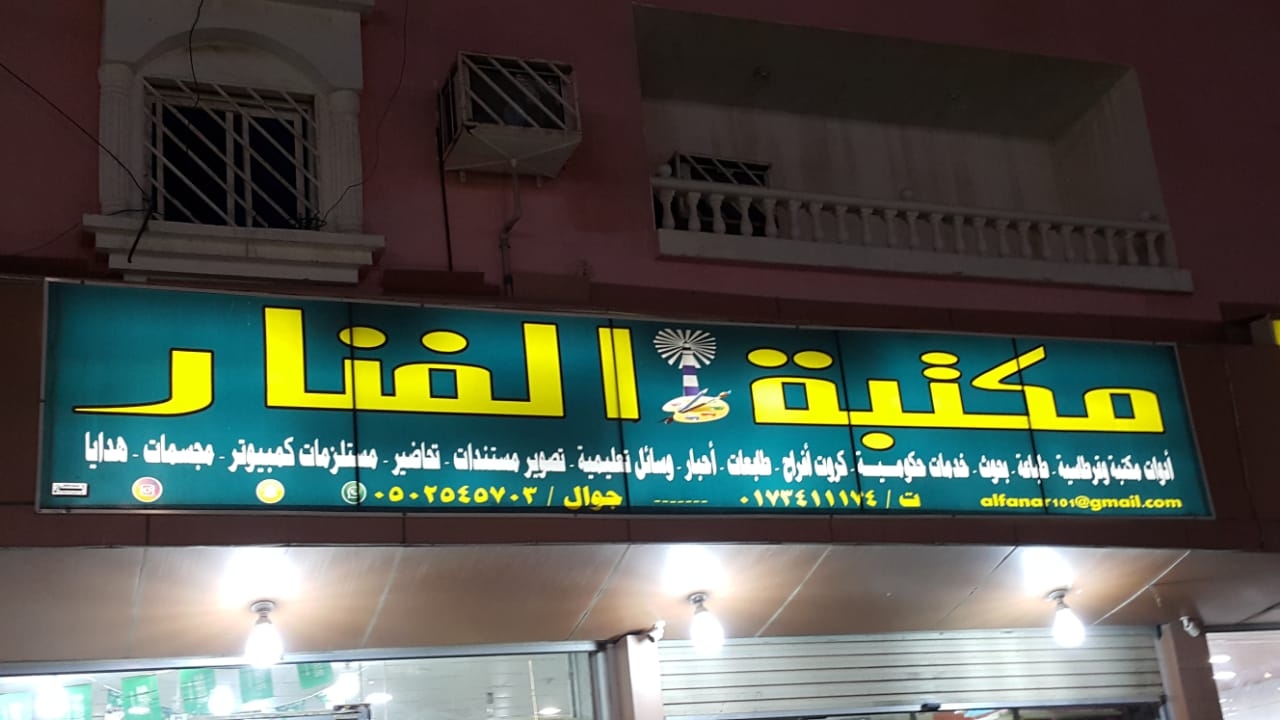 مكتبة الفنار
أدوات مكتبية وقرطاسية - طباعة - بحوث - خدمات حكومية - كروت أفراح - طابعات - أحبار - وسائل تعليمية - تصوير مستندات - تحاضير - مستلزمات كمبيوتر - مجسمات - هدايا
alfanar101@gmail.com ت / ٠١٧٣٤١١١٧٤ ------- جوال / ٠٥٠٢٥٤٥٧٠٣